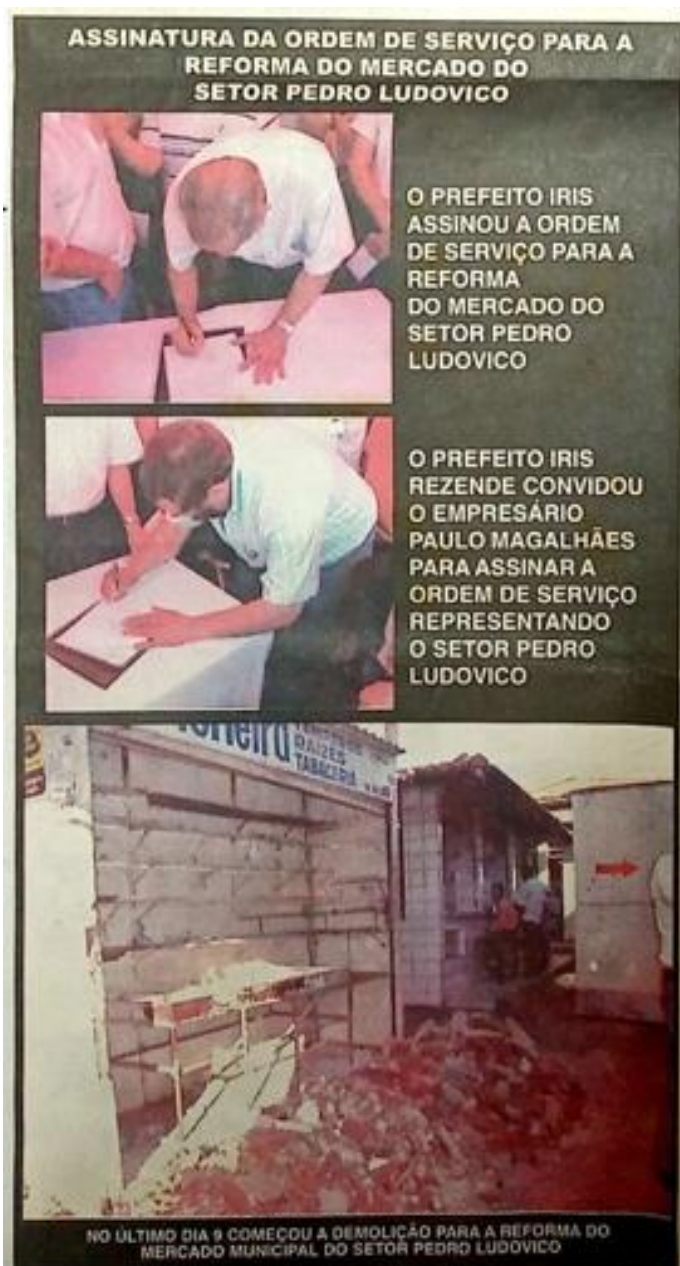 ASSINATURA DA ORDEM DE SERVIÇO PARA A
REFORMA DO MERCADO DO
SETOR PEDRO LUDOVICO
O PREFEITO IRIS
ASSINOU A ORDEM
DE SERVIÇO PARA A
REFORMA
DO MERCADO DO
SETOR PEDRO
LUDOVICO
O PREFEITO IRIS
REZENDE CONVIDOU
O EMPRESÁRIO
PAULO MAGALHÃES
PARA ASSINAR A
ORDEM DE SERVIÇO
REPRESENTANDO
O SETOR PEDRO
LUDOVICO
RAIZES
TABACARIA
NO ÚLTIMO DIA 9 COMEÇOU A DEMOLIÇÃO PARA A REFORMA DO
MERCADO MUNICIPAL DO SETOR PEDRO LUDOVICO